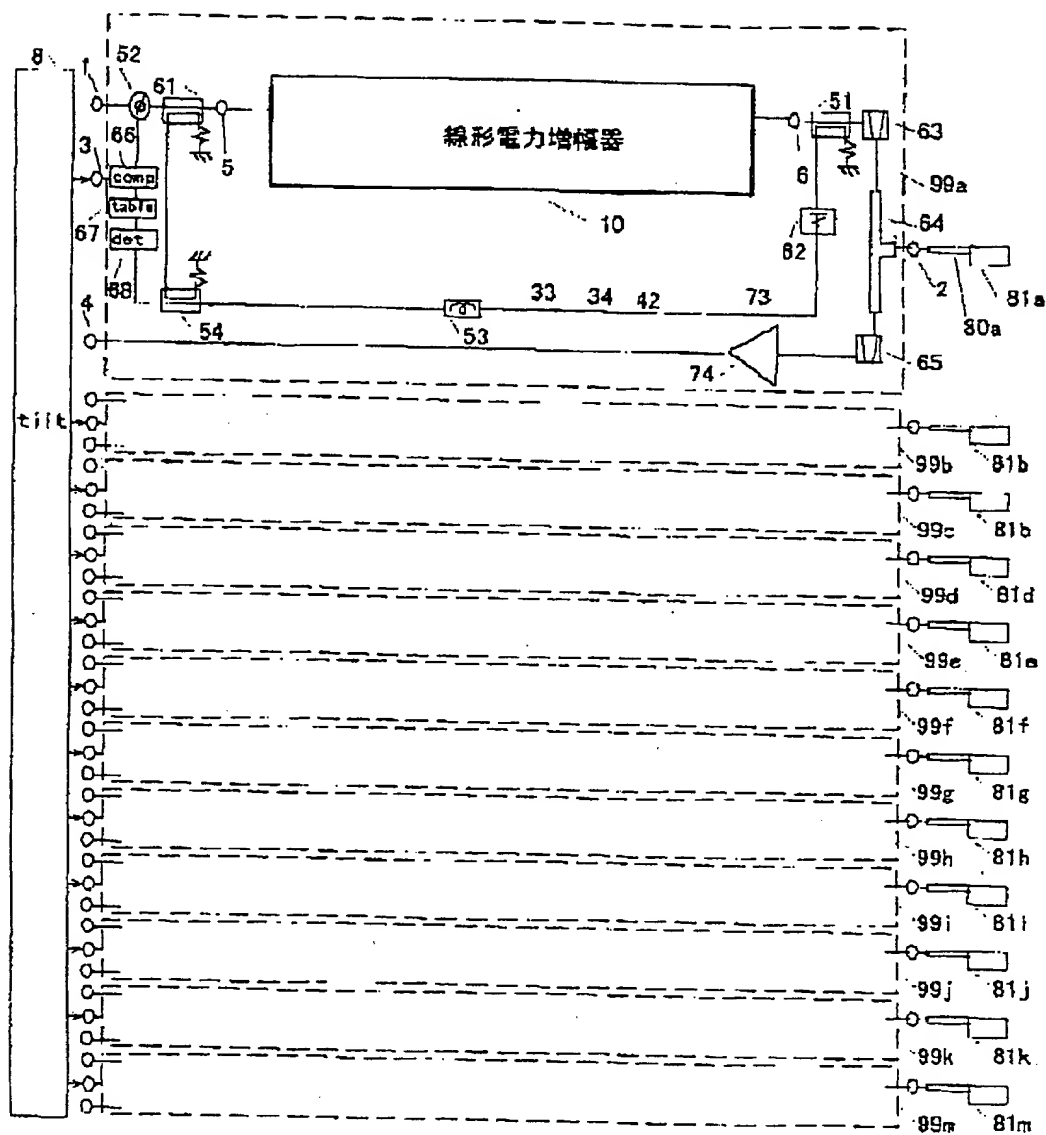 8
1
52
61
5
51
63
線形電力増幅器
6
99a
3
66
comp
67
table
det
68
10
62
64
2
81a
80a
4
54
53
33
34
42
73
74
65
tilt
99b
81b
99c
81b
99d
81d
99e
81e
99f
81f
99g
81g
99h
81h
99i
81i
99j
81j
99k
81k
99m
81m